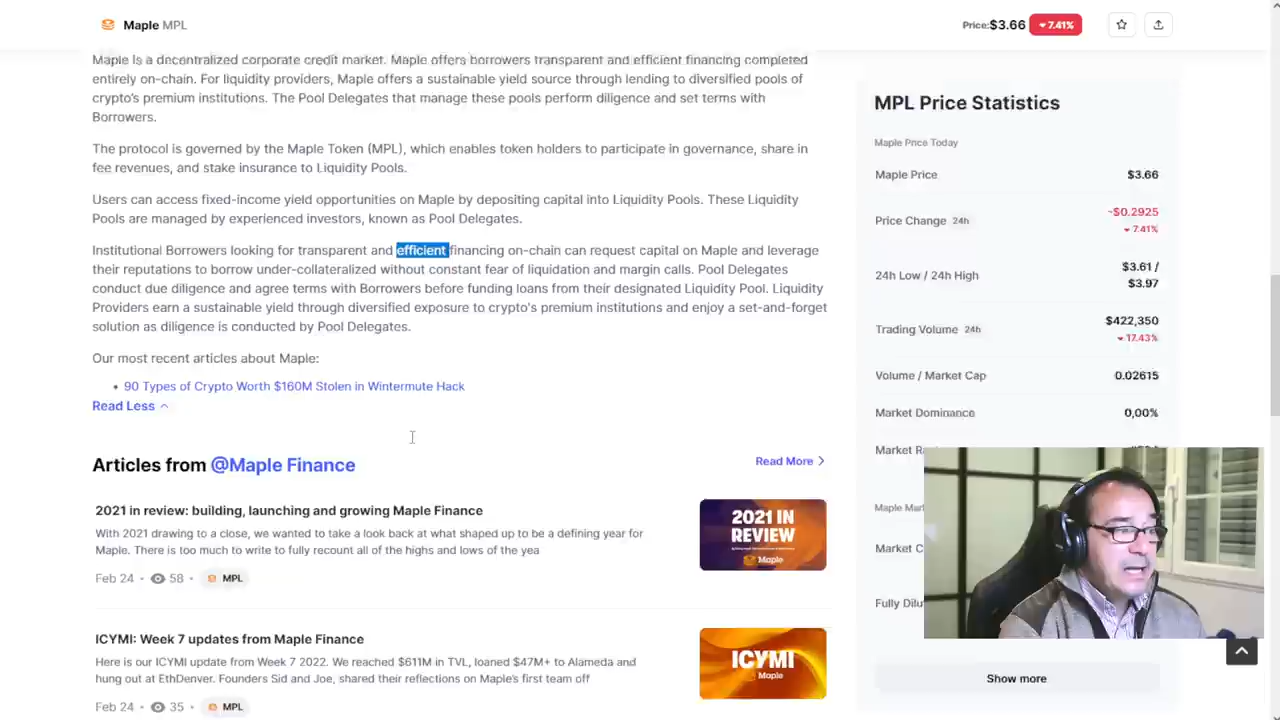 Maple MPL
Price:$3.66 7.41%
Maple is a decentralized corporate credit market. Maple offers borrowers transparent and efficient financing completed
entirely on-chain. For liquidity providers, Maple offers a sustainable yield source through lending to diversified pools of
crypto's premium institutions. The Pool Delegates that manage these pools perform diligence and set terms with
Borrowers.
The protocol is governed by the Maple Token (MPL), which enables token holders to participate in governance, share in
fee revenues, and stake insurance to Liquidity Pools.
Users can access fixed-income yield opportunities on Maple by depositing capital into Liquidity Pools. These Liquidity
Pools are managed by experienced investors, known as Pool Delegates.
Institutional Borrowers looking for transparent and efficient financing on-chain can request capital on Maple and leverage
their reputations to borrow under-collateralized without constant fear of liquidation and margin calls. Pool Delegates
conduct due diligence and agree terms with Borrowers before funding loans from their designated Liquidity Pool. Liquidity
Providers earn a sustainable yield through diversified exposure to crypto's premium institutions and enjoy a set-and-forget
solution as diligence is conducted by Pool Delegates.
Our most recent articles about Maple:
• 90 Types of Crypto Worth $160M Stolen in Wintermute Hack
Read Less
Articles from @Maple Finance
Read More
2021 in review: building, launching and growing Maple Finance
With 2021 drawing to a close, we wanted to take a look back at what shaped up to be a defining year for
Maple. There is too much to write to fully recount all of the highs and lows of the yea
Feb 24 • 58 • MPL
2021 IN
REVIEW
Maple
ICYMI: Week 7 updates from Maple Finance
Here is our ICYMI update from Week 7 2022. We reached $611M in TVL, loaned $47M+ to Alameda and
hung out at EthDenver. Founders Sid and Joe, shared their reflections on Maple's first team off
Feb 24 • 35 • MPL
ICYMI
Maple
MPL Price Statistics
Maple Price Today
Maple Price $3.66
Price Change 24h -$0.2925
7.41%
24h Low / 24h High $3.61 /
$3.97
Trading Volume 24h $422,350
17.43%
Volume / Market Cap 0.02615
Market Dominance 0,00%
Market
Maple
Market C
Fully Dilu
Show more